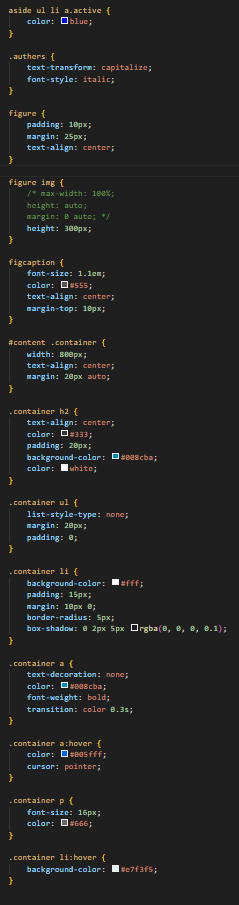 aside ul li a.active {
color: blue;
}
.authers {
text-transform: capitalize;
font-style: italic;
}
figure {
padding: 10px;
margin: 25px;
text-align: center;
}
figure img {
/* max-width: 100%;
height: auto;
margin: 0 auto; */
height: 300px;
}
figcaption {
font-size: 1.1em;
color: #555;
text-align: center;
margin-top: 10px;
}
#content .container {
width: 800px;
text-align: center;
margin: 20px auto;
}
.container h2 {
text-align: center;
color: #333;
padding: 20px;
background-color: #008cba;
color: white;
}
.container ul {
list-style-type: none;
margin: 20px;
padding: 0;
}
.container li {
background-color: #fff;
padding: 15px;
margin: 10px 0;
border-radius: 5px;
box-shadow: 0 2px 5px rgba(0, 0, 0, 0.1);
}
.container a {
text-decoration: none;
color: #008cba;
font-weight: bold;
transition: color 0.3s;
}
.container a:hover {
color: #005fff;
cursor: pointer;
}
.container p {
font-size: 16px;
color: #666;
}
.container li:hover {
background-color: #e7f3f5;
}